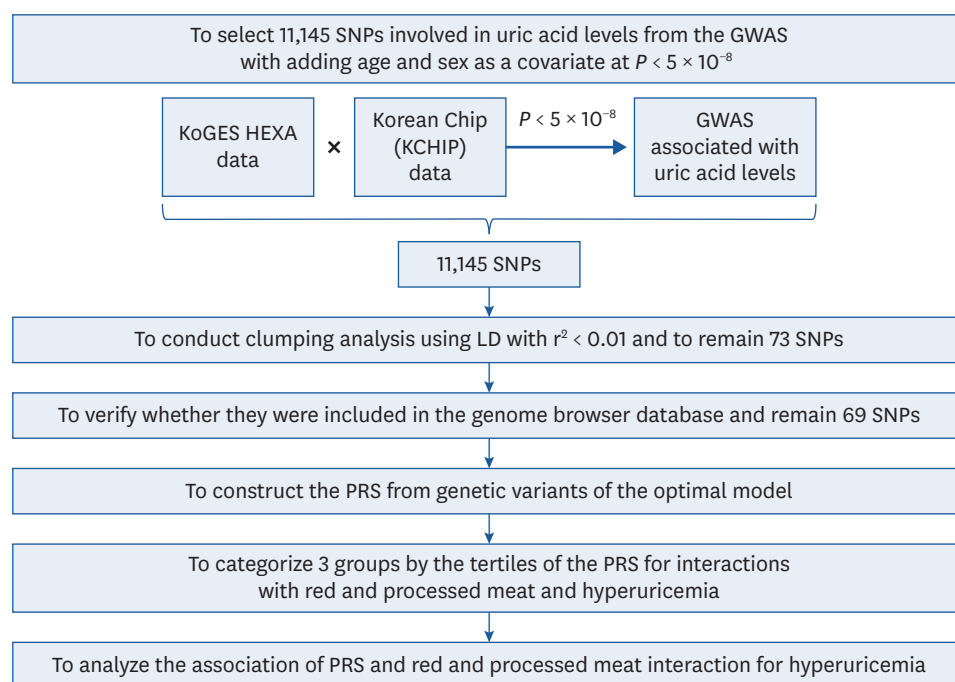 To select 11,145 SNPs involved in uric acid levels from the GWAS
with adding age and sex as a covariate at P < 5 × 10⁻⁸
KoGES HEXA
data
×
Korean Chip
(KCHIP)
data
P < 5 × 10⁻⁸
GWAS
associated with
uric acid levels
11,145 SNPs
To conduct clumping analysis using LD with r² < 0.01 and to remain 73 SNPs
To verify whether they were included in the genome browser database and remain 69 SNPs
To construct the PRS from genetic variants of the optimal model
To categorize 3 groups by the tertiles of the PRS for interactions
with red and processed meat and hyperuricemia
To analyze the association of PRS and red and processed meat interaction for hyperuricemia